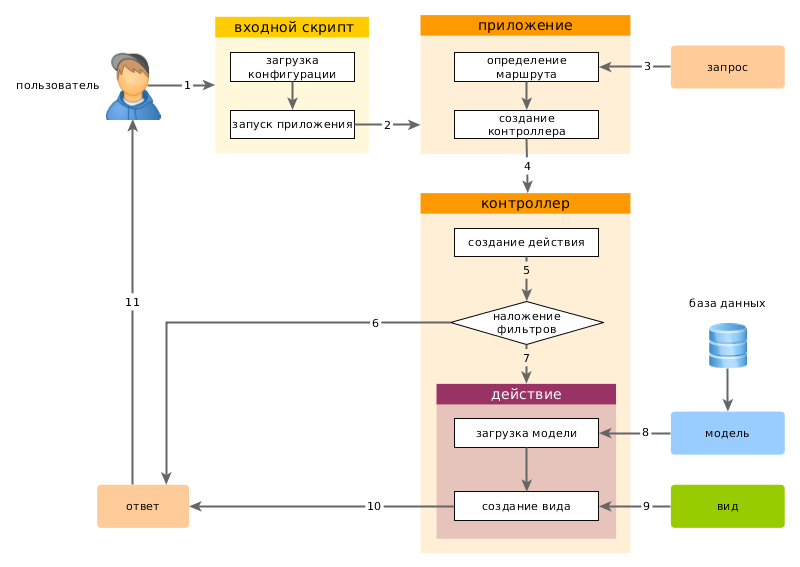 входной скрипт
приложение
загрузка
конфигурации
определение
маршрута
3
запрос
пользователь
1
запуск приложения
2
создание
контроллера
4
контроллер
создание действия
5
11
6
наложение
фильтров
база данных
7
действие
загрузка модели
8
модель
ответ
10
создание вида
9
вид